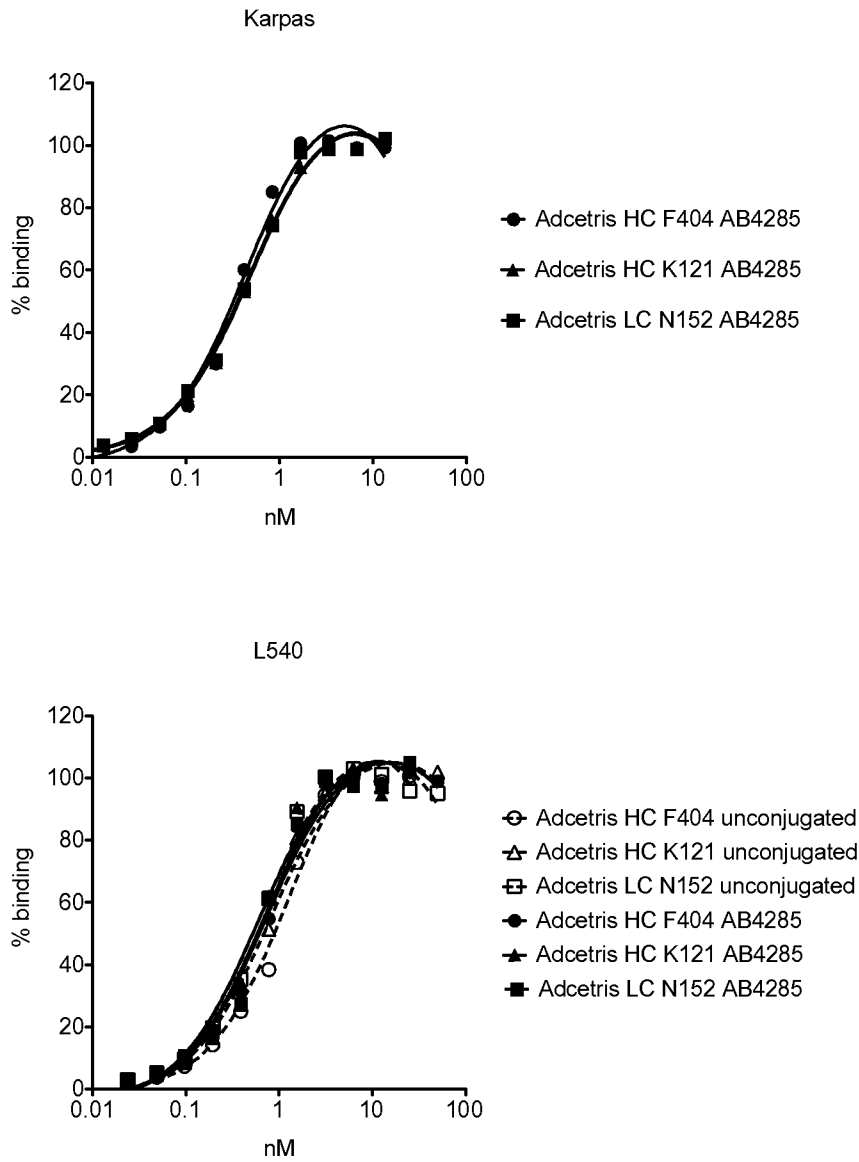 Karpas
120
100
80
60
40
20
0
% binding
0.01 0.1 1 10 100
nM
Adcetris HC F404 AB4285
Adcetris HC K121 AB4285
Adcetris LC N152 AB4285
L540
120
100
80
60
40
20
0
% binding
0.01 0.1 1 10 100
nM
Adcetris HC F404 unconjugated
Adcetris HC K121 unconjugated
Adcetris LC N152 unconjugated
Adcetris HC F404 AB4285
Adcetris HC K121 AB4285
Adcetris LC N152 AB4285